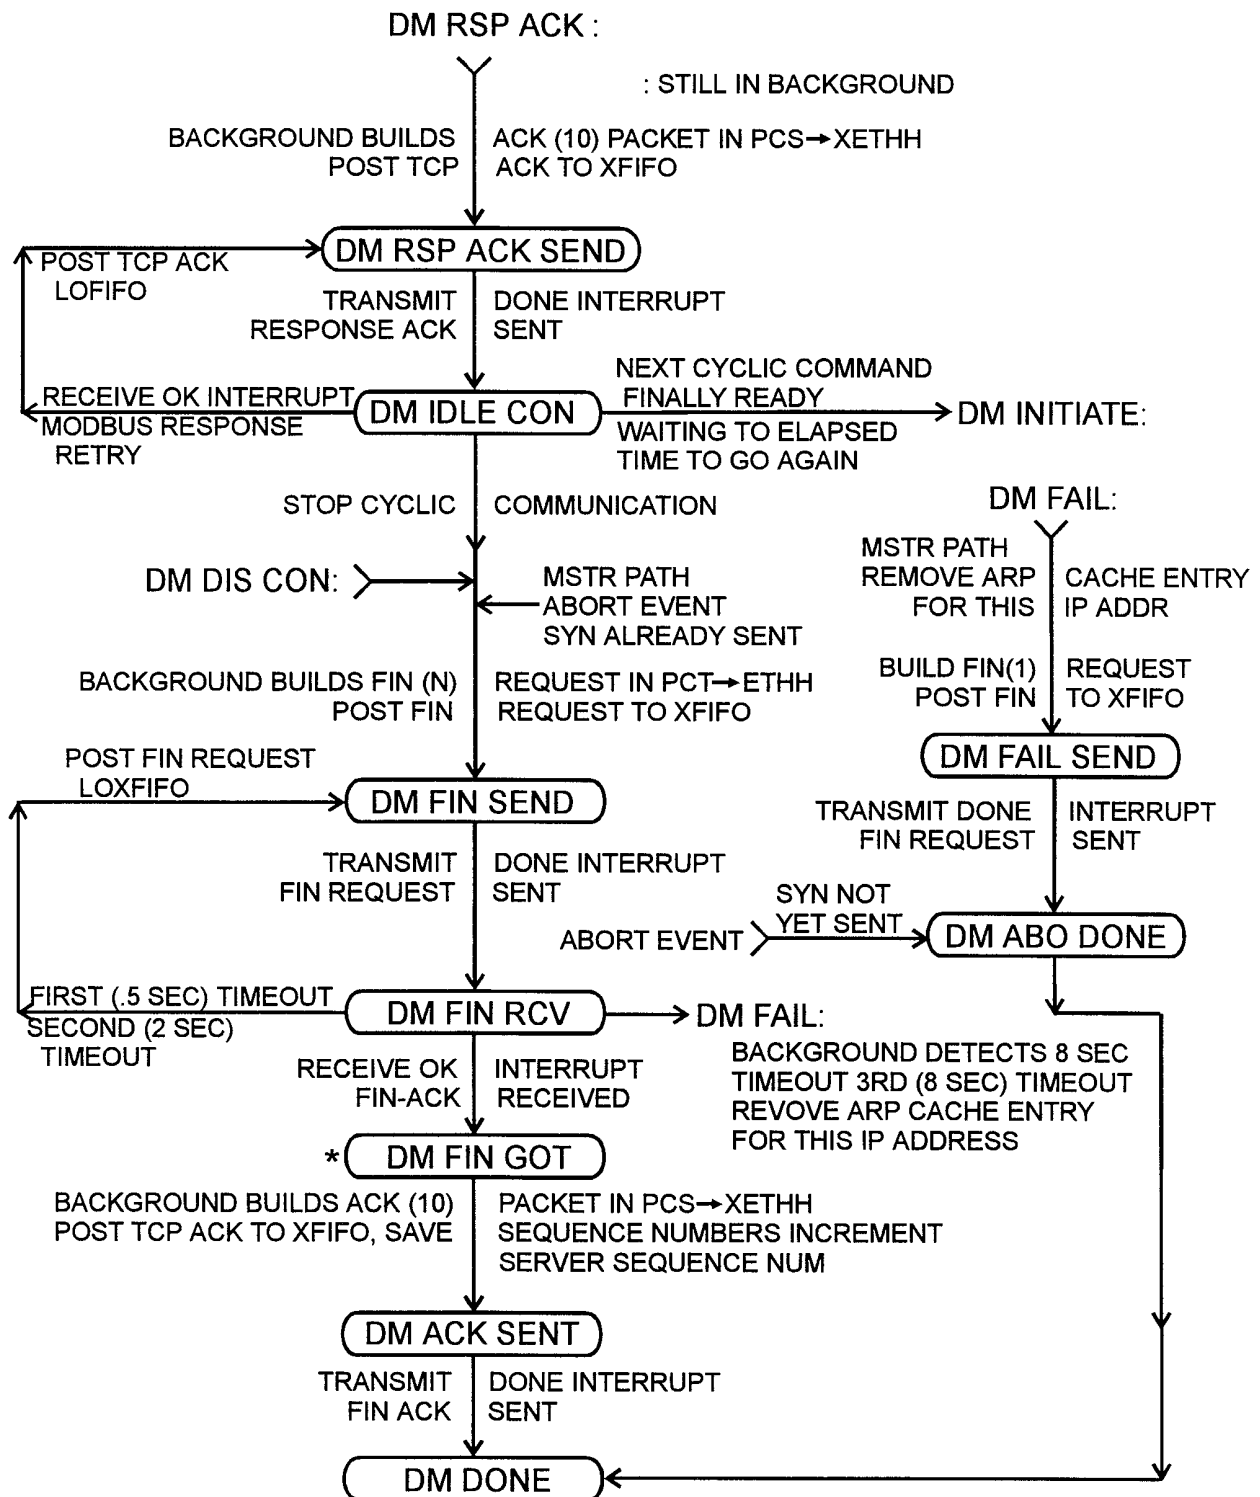 DM RSP ACK :
: STILL IN BACKGROUND
BACKGROUND BUILDS ACK (10) PACKET IN PCS→XETHH
POST TCP ACK TO XFIFO
DM RSP ACK SEND
POST TCP ACK
LOFIFO
TRANSMIT DONE INTERRUPT
RESPONSE ACK SENT
NEXT CYCLIC COMMAND
FINALLY READY
RECEIVE OK INTERRUPT
DM IDLE CON
DM INITIATE:
MODBUS RESPONSE
RETRY
WAITING TO ELAPSED
TIME TO GO AGAIN
STOP CYCLIC COMMUNICATION
DM FAIL:
MSTR PATH
REMOVE ARP CACHE ENTRY
FOR THIS IP ADDR
DM DIS CON:
MSTR PATH
ABORT EVENT
SYN ALREADY SENT
BUILD FIN(1) REQUEST
POST FIN TO XFIFO
BACKGROUND BUILDS FIN (N) REQUEST IN PCT→ETHH
POST FIN REQUEST TO XFIFO
DM FAIL SEND
POST FIN REQUEST
LOXFIFO
DM FIN SEND
TRANSMIT DONE INTERRUPT
FIN REQUEST SENT
TRANSMIT DONE INTERRUPT
FIN REQUEST SENT
SYN NOT
YET SENT
ABORT EVENT
DM ABO DONE
FIRST (.5 SEC) TIMEOUT
SECOND (2 SEC)
TIMEOUT
DM FIN RCV
DM FAIL:
BACKGROUND DETECTS 8 SEC
TIMEOUT 3RD (8 SEC) TIMEOUT
REVOVE ARP CACHE ENTRY
FOR THIS IP ADDRESS
RECEIVE OK INTERRUPT
FIN-ACK RECEIVED
* DM FIN GOT
BACKGROUND BUILDS ACK (10) PACKET IN PCS→XETHH
POST TCP ACK TO XFIFO, SAVE SEQUENCE NUMBERS INCREMENT
SERVER SEQUENCE NUM
DM ACK SENT
TRANSMIT DONE INTERRUPT
FIN ACK SENT
DM DONE